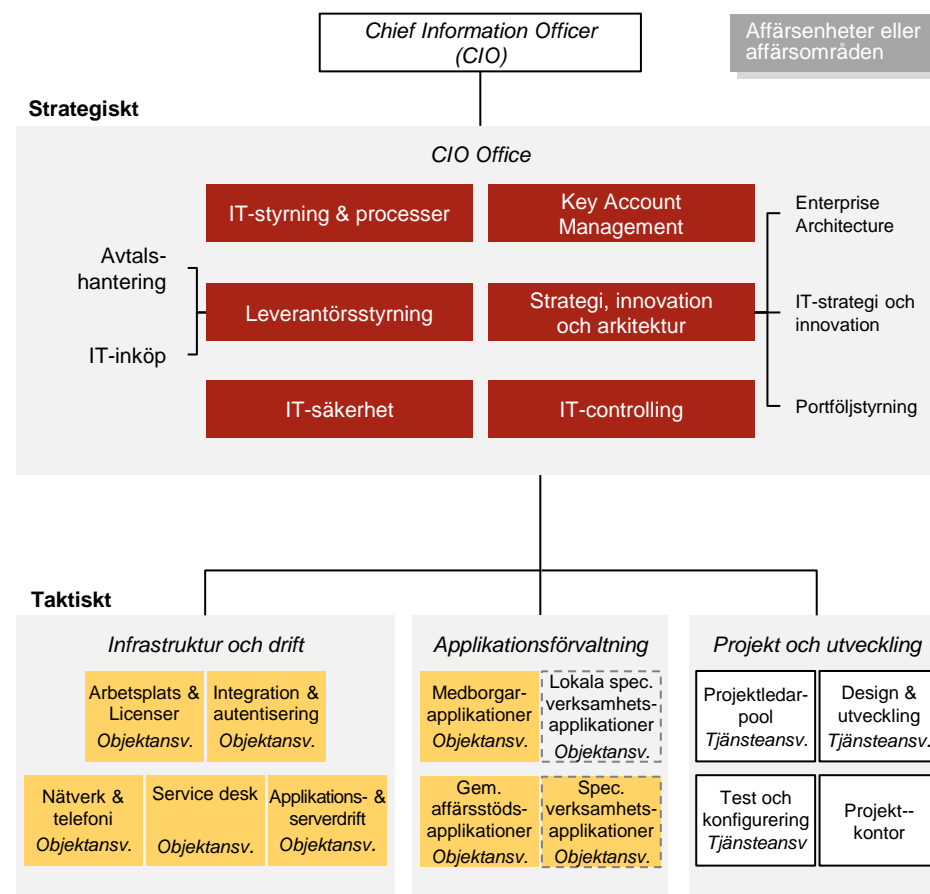 Chief Information Officer
(CIO)
Affärsenheter eller
affärsområden
Strategiskt
CIO Office
IT-styrning & processer
Key Account
Management
Enterprise
Architecture
Avtals-
hantering
Leverantörsstyrning
Strategi, innovation
och arkitektur
IT-strategi och
innovation
IT-inköp
IT-säkerhet
IT-controlling
Portföljstyrning
Taktiskt
Infrastruktur och drift
Arbetsplats &
Licenser
Objektansv.
Integration &
autentisering
Objektansv.
Nätverk &
telefoni
Objektansv.
Service desk
Objektansv.
Applikations- &
serverdrift
Objektansv.
Applikationsförvaltning
Medborgar-
applikationer
Objektansv.
Lokala spec.
verksamhets-
applikationer
Objektansv.
Gem.
affärsstöds-
applikationer
Objektansv.
Spec.
verksamhets-
applikationer
Objektansv.
Projekt och utveckling
Projektledar-
pool
Tjänsteansv.
Design &
utveckling
Tjänsteansv.
Test och
konfigurering
Tjänsteansv
Projekt--
kontor